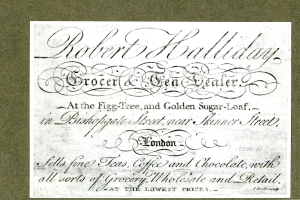 Robert Halliday
Grocer & Tea Dealer
At the Figg-Tree, and Golden Sugar-Loaf,
in Bishopsgate Street, near Skinner Street,
London
Sells fine Teas, Coffee and Chocolate, with
all sorts of Grocery, Wholesale and Retail,
AT THE LOWEST PRICES.